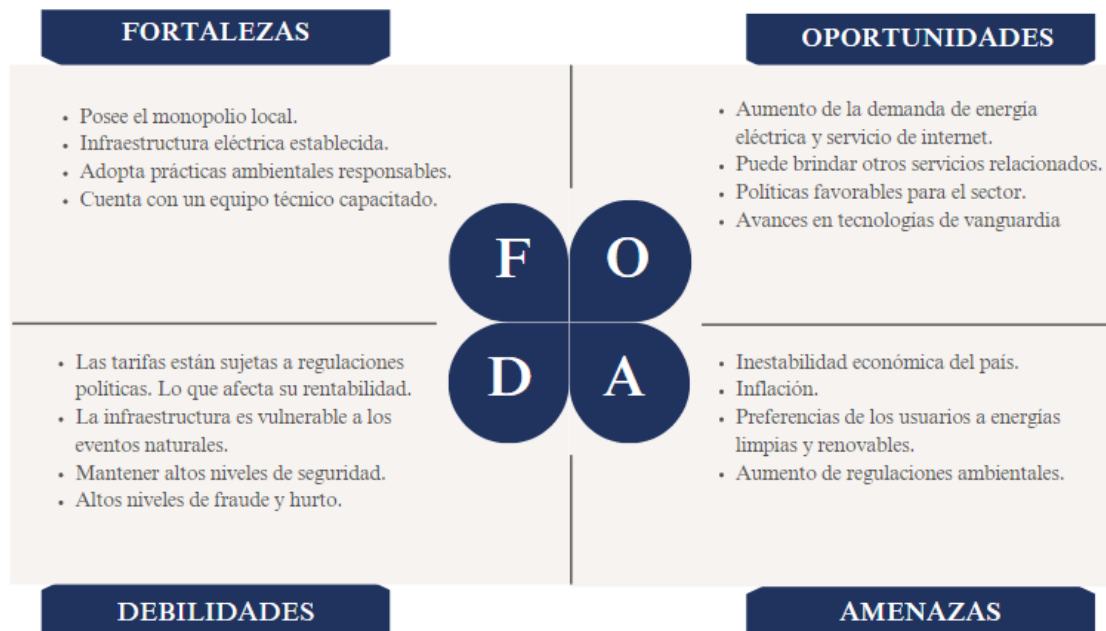 FORTALEZAS
• Posee el monopolio local.
• Infraestructura eléctrica establecida.
• Adopta prácticas ambientales responsables.
• Cuenta con un equipo técnico capacitado.
OPORTUNIDADES
• Aumento de la demanda de energía
eléctrica y servicio de internet.
• Puede brindar otros servicios relacionados.
• Políticas favorables para el sector.
• Avances en tecnologías de vanguardia
F
O
D
A
• Las tarifas están sujetas a regulaciones
políticas. Lo que afecta su rentabilidad.
• La infraestructura es vulnerable a los
eventos naturales.
• Mantener altos niveles de seguridad.
• Altos niveles de fraude y hurto.
DEBILIDADES
• Inestabilidad económica del país.
• Inflación.
• Preferencias de los usuarios a energías
limpias y renovables.
• Aumento de regulaciones ambientales.
AMENAZAS